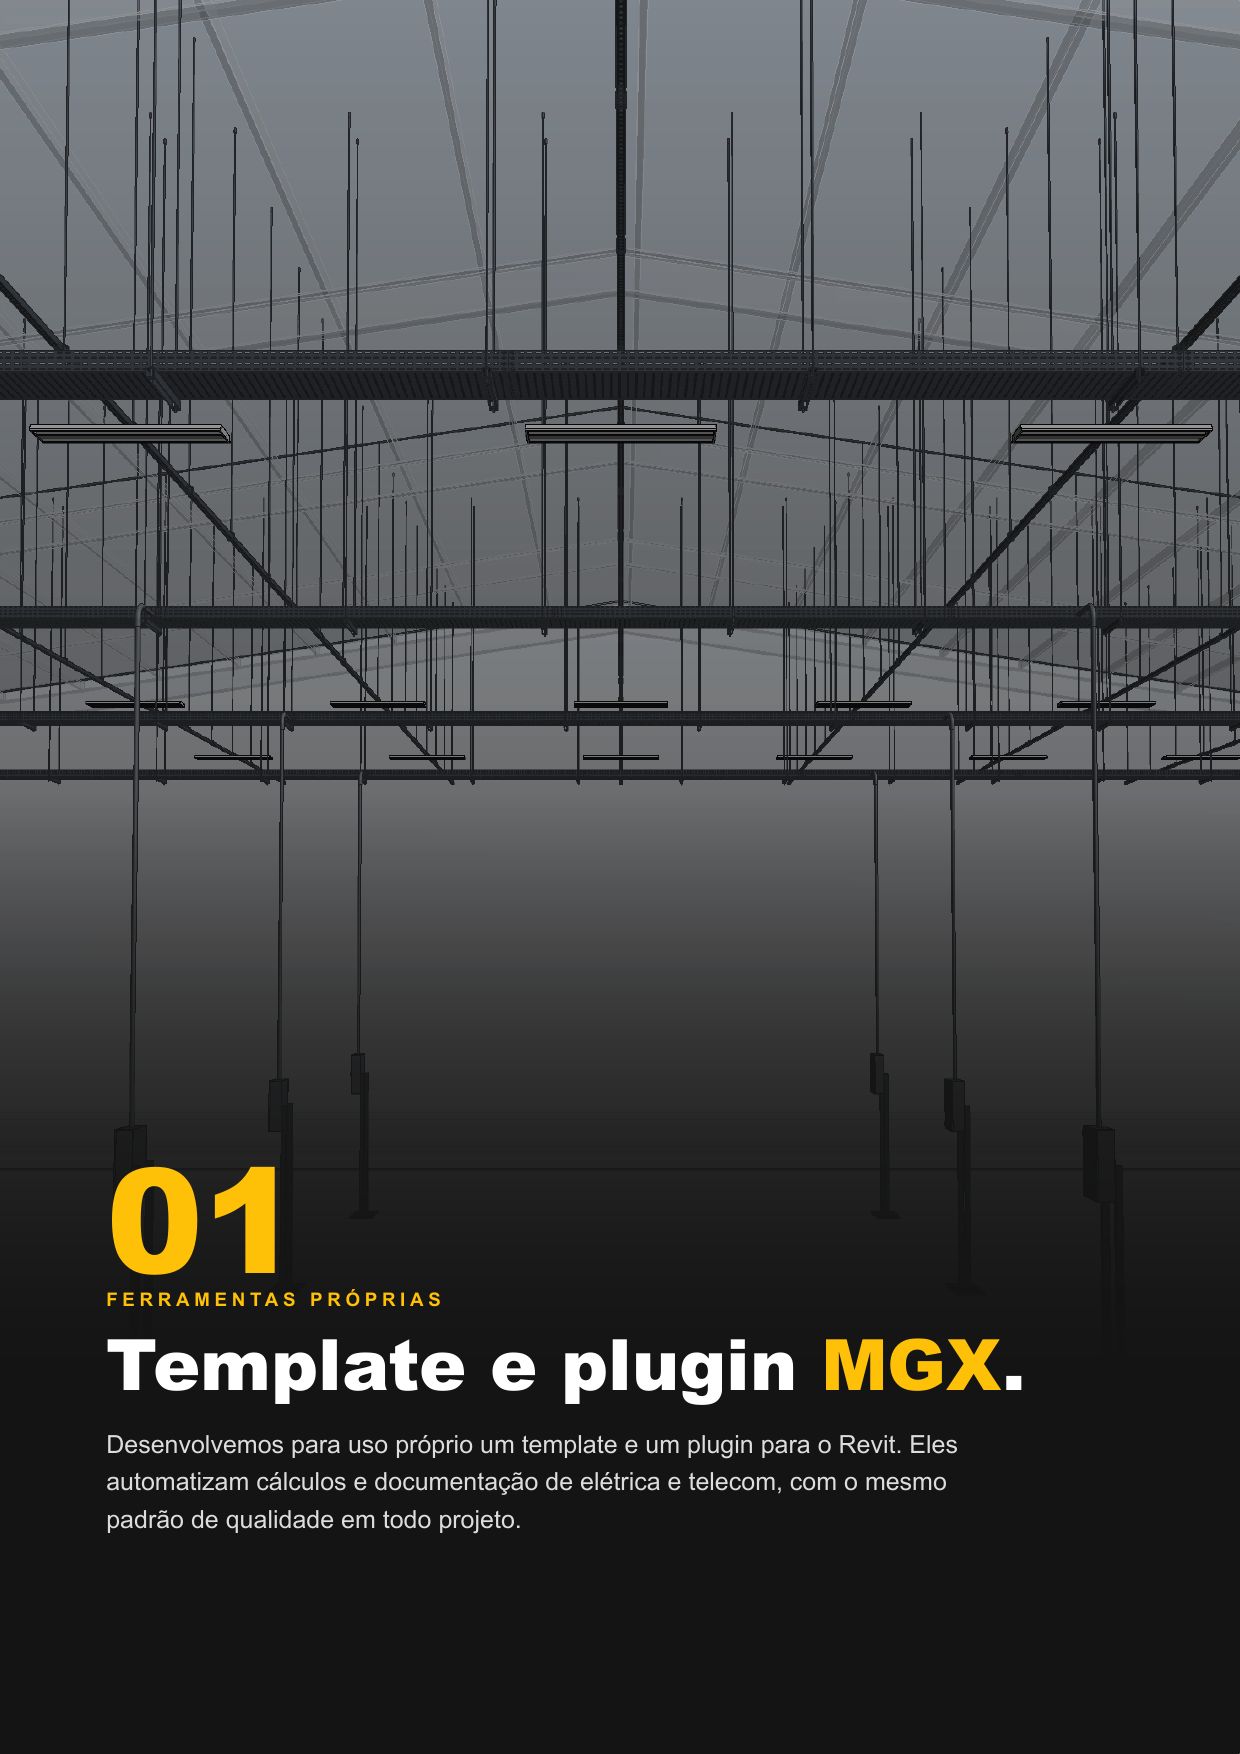 01
FERRAMENTAS PRÓPRIAS
Template e plugin MGX.
Desenvolvemos para uso próprio um template e um plugin para o Revit. Eles
automatizam cálculos e documentação de elétrica e telecom, com o mesmo
padrão de qualidade em todo projeto.